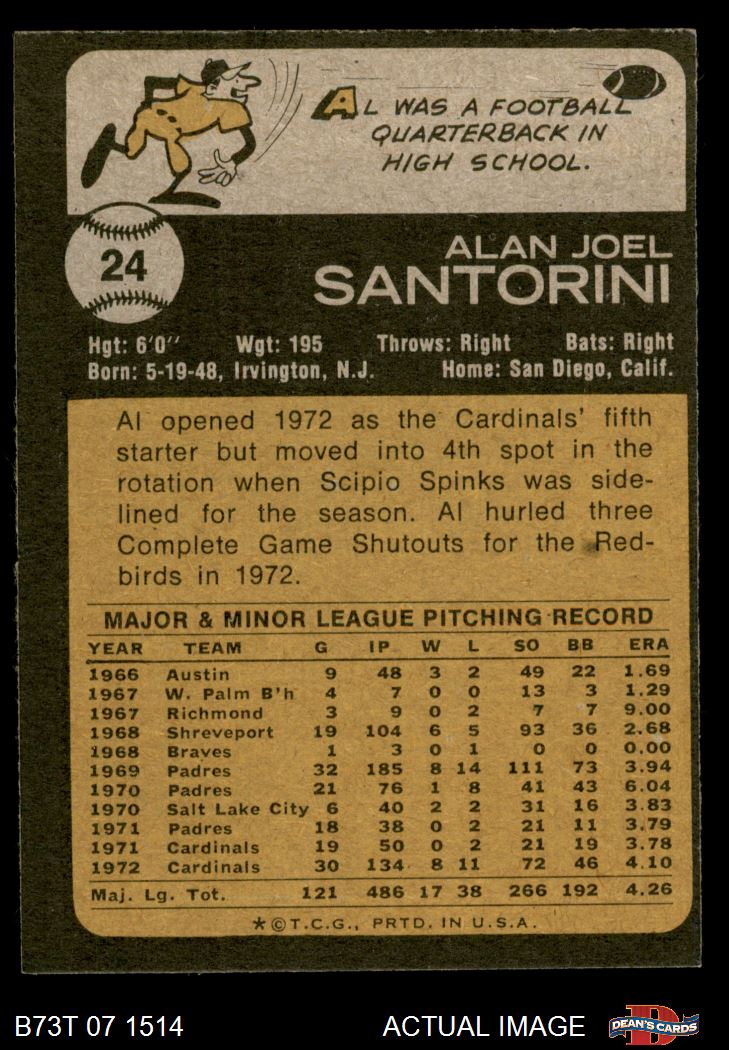 AL WAS A FOOTBALL
QUARTERBACK IN
HIGH SCHOOL.
24
ALAN JOEL
SANTORINI
Hgt: 6'0" Wgt: 195 Throws: Right Bats: Right
Born: 5-19-48, Irvington, N.J. Home: San Diego, Calif.
Al opened 1972 as the Cardinals' fifth
starter but moved into 4th spot in the
rotation when Scipio Spinks was side-
lined for the season. Al hurled three
Complete Game Shutouts for the Red-
birds in 1972.
MAJOR & MINOR LEAGUE PITCHING RECORD
YEAR TEAM G IP W L SO BB ERA
1966 Austin 9 48 3 2 49 22 1.69
1967 W. Palm B'h 4 7 0 0 13 3 1.29
1967 Richmond 3 9 0 2 7 7 9.00
1968 Shreveport 19 104 6 5 93 36 2.68
1968 Braves 1 3 0 1 0 0 0.00
1969 Padres 32 185 8 14 111 73 3.94
1970 Padres 21 76 1 8 41 43 6.04
1970 Salt Lake City 6 40 2 2 31 16 3.83
1971 Padres 18 38 0 2 21 11 3.79
1971 Cardinals 19 50 0 2 21 19 3.78
1972 Cardinals 30 134 8 11 72 46 4.10
Maj. Lg. Tot. 121 486 17 38 266 192 4.26
*©T.C.G., PRTD. IN U.S.A.
B73T 07 1514 ACTUAL IMAGE DEAN'S CARDS